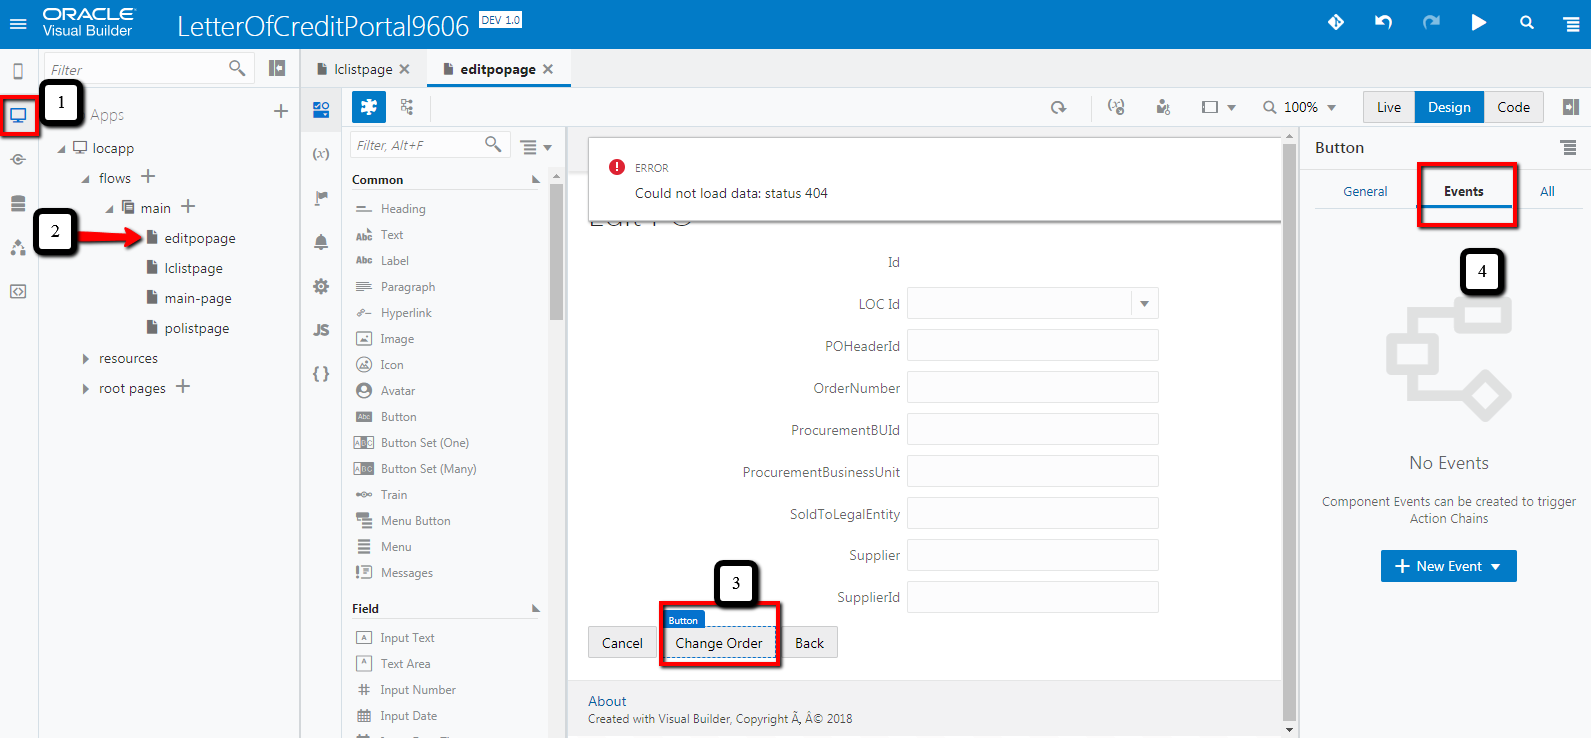 ORACLE
Visual Builder
LetterOfCreditPortal9606
DEV 1.0
Filter
lclistpage
editpopage
1
Apps
100%
Live
Design
Code
locapp
flows
main
2
editpopage
lclistpage
main-page
polistpage
resources
root pages
(x)
JS
{ }
Filter, Alt+F
Common
Heading
Abc Text
Abc Label
Paragraph
Hyperlink
Image
Icon
Avatar
Abc Button
ABC Button Set (One)
ABC Button Set (Many)
Train
Menu Button
Menu
Messages
Field
A Input Text
A Text Area
# Input Number
Input Date
ERROR
Could not load data: status 404
Id
LOC Id
POHeaderId
OrderNumber
ProcurementBUId
ProcurementBusinessUnit
SoldToLegalEntity
Supplier
SupplierId
3
Button
Cancel
Change Order
Back
About
Created with Visual Builder, Copyright Ã‚ Â© 2018
Button
General
Events
All
4
No Events
Component Events can be created to trigger
Action Chains
New Event